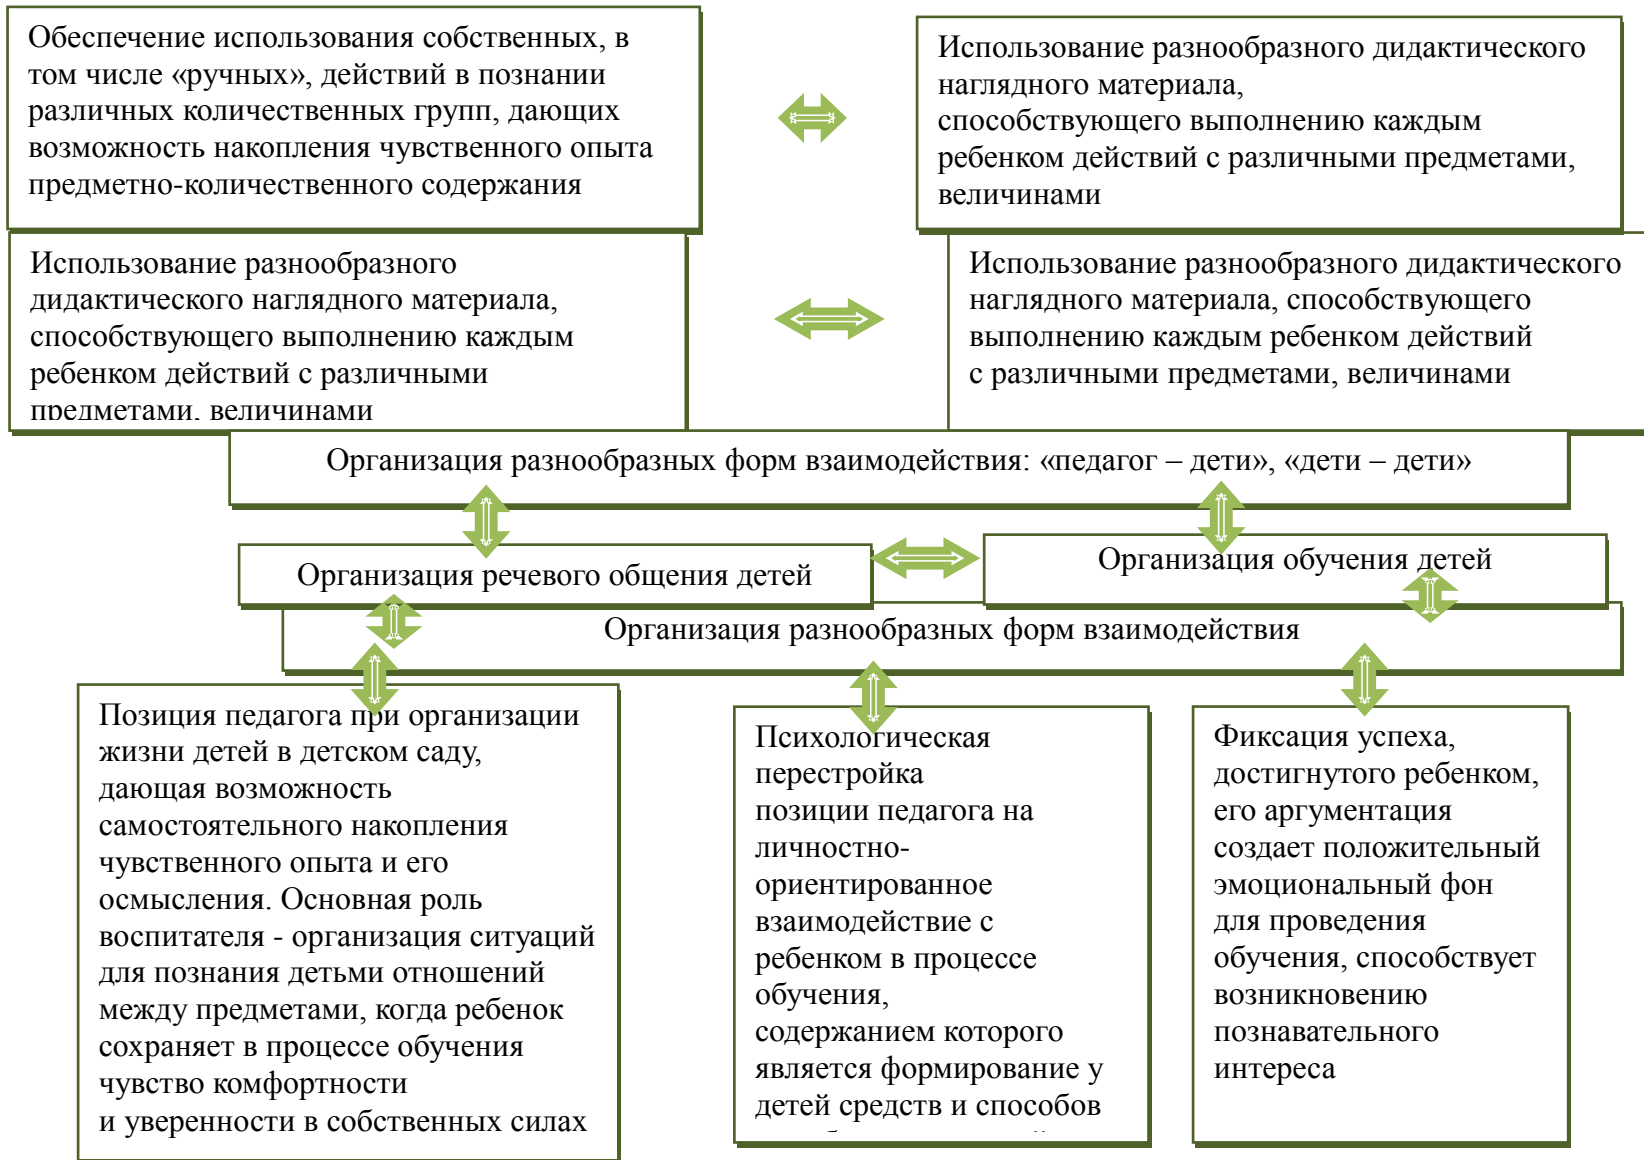 Обеспечение использования собственных, в
том числе «ручных», действий в познании
различных количественных групп, дающих
возможность накопления чувственного опыта
предметно-количественного содержания
Использование разнообразного дидактического
наглядного материала,
способствующего выполнению каждым
ребенком действий с различными предметами,
величинами
Использование разнообразного
дидактического наглядного материала,
способствующего выполнению каждым
ребенком действий с различными
предметами, величинами
Использование разнообразного дидактического
наглядного материала, способствующего
выполнению каждым ребенком действий
с различными предметами, величинами
Организация разнообразных форм взаимодействия: «педагог – дети», «дети – дети»
Организация речевого общения детей
Организация обучения детей
Организация разнообразных форм взаимодействия
Позиция педагога при организации
жизни детей в детском саду,
дающая возможность
самостоятельного накопления
чувственного опыта и его
осмысления. Основная роль
воспитателя - организация ситуаций
для познания детьми отношений
между предметами, когда ребенок
сохраняет в процессе обучения
чувство комфортности
и уверенности в собственных силах
Психологическая
перестройка
позиции педагога на
личностно-
ориентированное
взаимодействие с
ребенком в процессе
обучения,
содержанием которого
является формирование у
детей средств и способов
Фиксация успеха,
достигнутого ребенком,
его аргументация
создает положительный
эмоциональный фон
для проведения
обучения, способствует
возникновению
познавательного
интереса